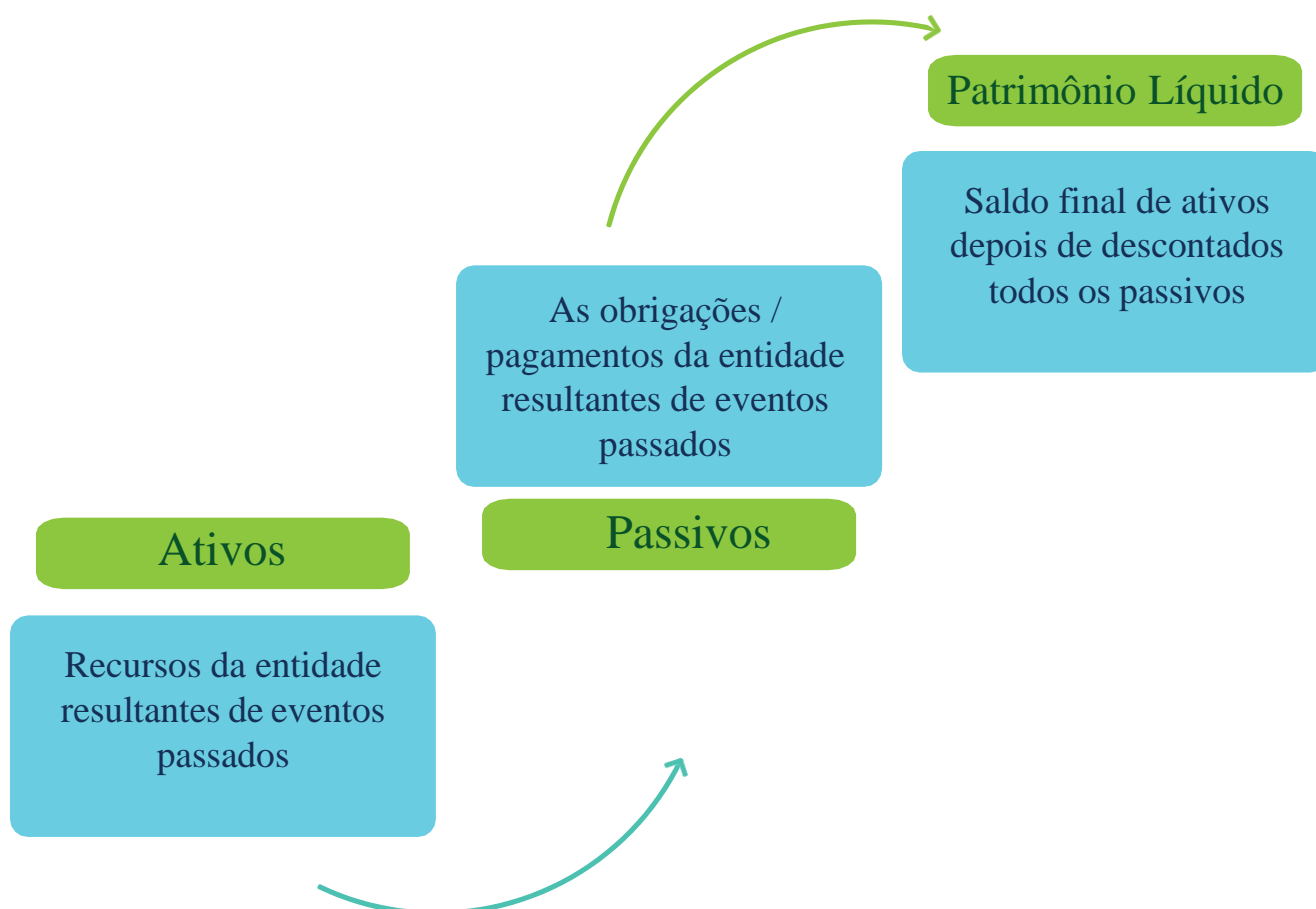 Ativos
Recursos da entidade
resultantes de eventos
passados
As obrigações /
pagamentos da entidade
resultantes de eventos
passados
Passivos
Patrimônio Líquido
Saldo final de ativos
depois de descontados
todos os passivos